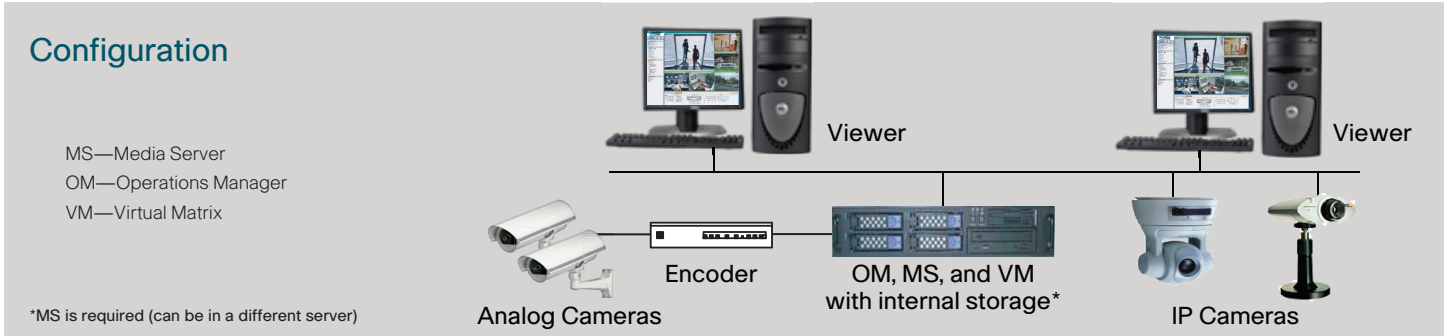 Configuration
MS—Media Server
OM—Operations Manager
VM—Virtual Matrix
*MS is required (can be in a different server)
Viewer
Viewer
Encoder
OM, MS, and VM
with internal storage*
Analog Cameras
IP Cameras